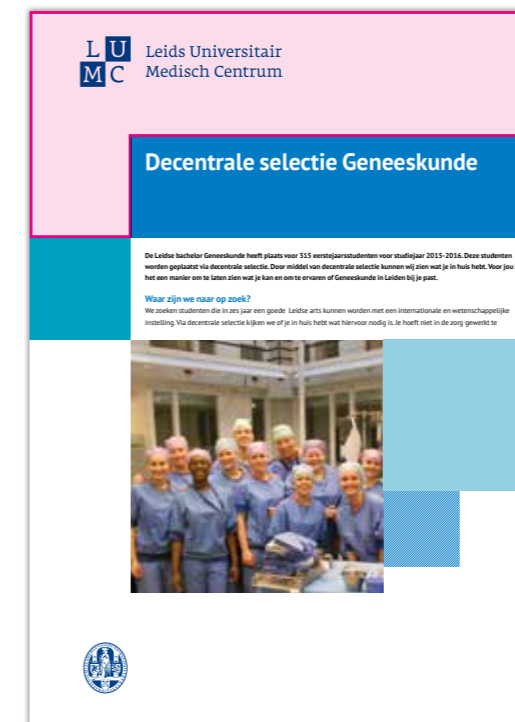 L U
M C
Leids Universitair
Medisch Centrum
Decentrale selectie Geneeskunde
De Leidse bachelor Geneeskunde heeft plaats voor 315 eerstejaarsstudenten voor studiejaar 2015-2016. Deze studenten
worden geplaatst via decentrale selectie. Door middel van decentrale selectie kunnen wij zien wat je in huis hebt. Voor jou
het een manier om te laten zien wat je kan en om te ervaren of Geneeskunde in Leiden bij je past.
Waar zijn we naar op zoek?
We zoeken studenten die in zes jaar een goede Leidse arts kunnen worden met een internationale en wetenschappelijke
instelling. Via decentrale selectie kijken we of je in huis hebt wat hiervoor nodig is. Je hoeft niet in de zorg gewerkt te